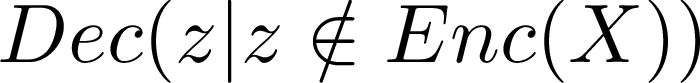 Dec(z|z ∉ Enc(X))